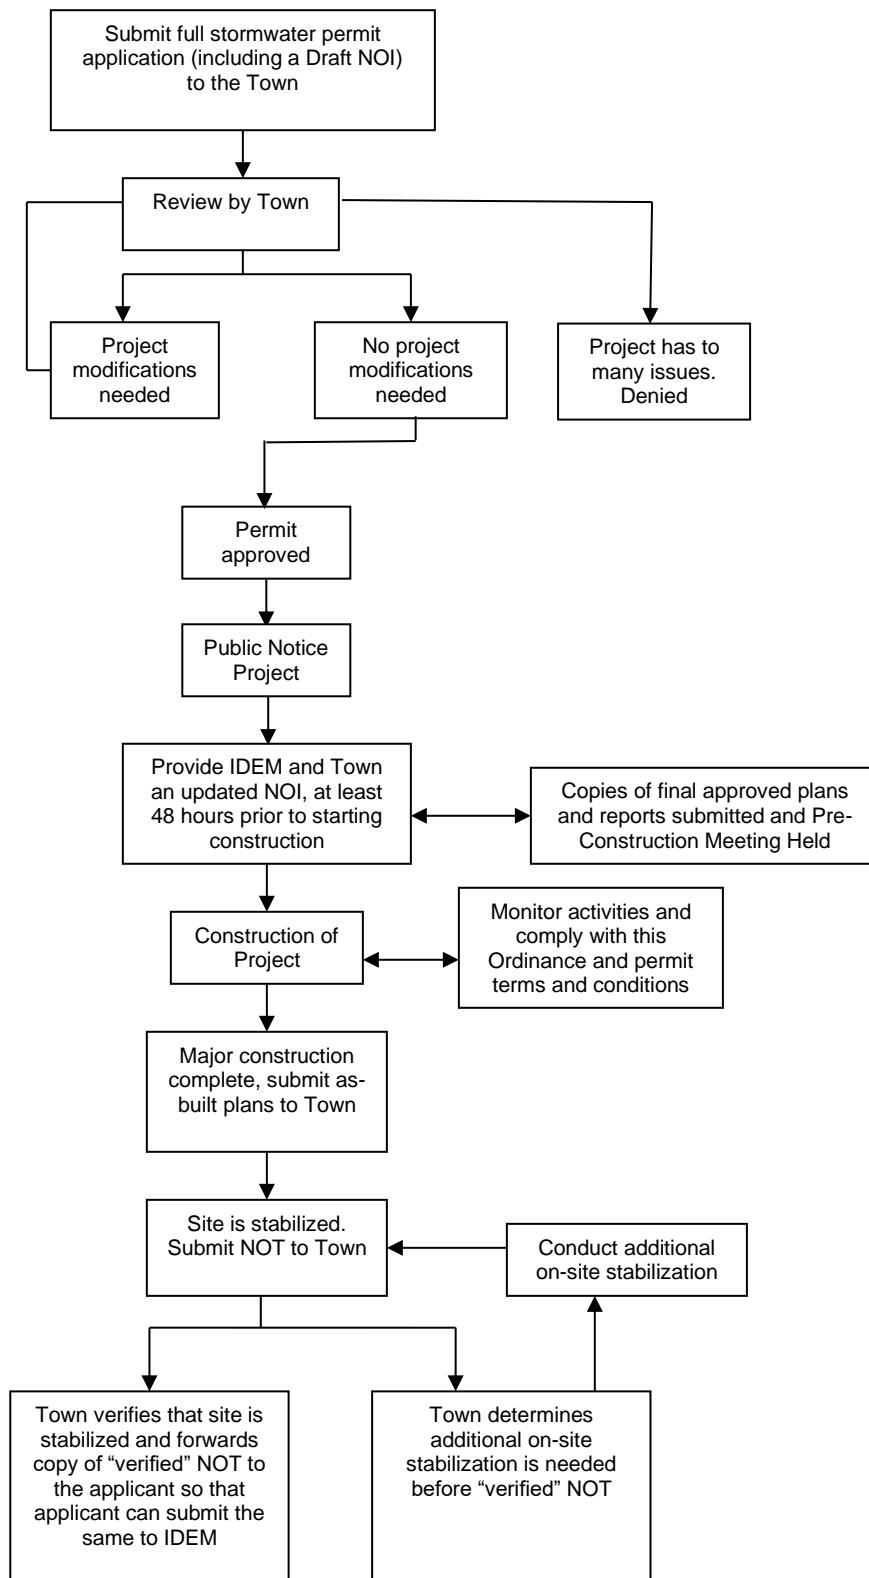 Submit full stormwater permit
application (including a Draft NOI)
to the Town
Review by Town
Project
modifications
needed
No project
modifications
needed
Project has to
many issues.
Denied
Permit
approved
Public Notice
Project
Provide IDEM and Town
an updated NOI, at least
48 hours prior to starting
construction
Copies of final approved plans
and reports submitted and Pre-
Construction Meeting Held
Construction of
Project
Monitor activities and
comply with this
Ordinance and permit
terms and conditions
Major construction
complete, submit as-
built plans to Town
Site is stabilized.
Submit NOT to Town
Conduct additional
on-site stabilization
Town verifies that site is
stabilized and forwards
copy of “verified” NOT to
the applicant so that
applicant can submit the
same to IDEM
Town determines
additional on-site
stabilization is needed
before “verified” NOT